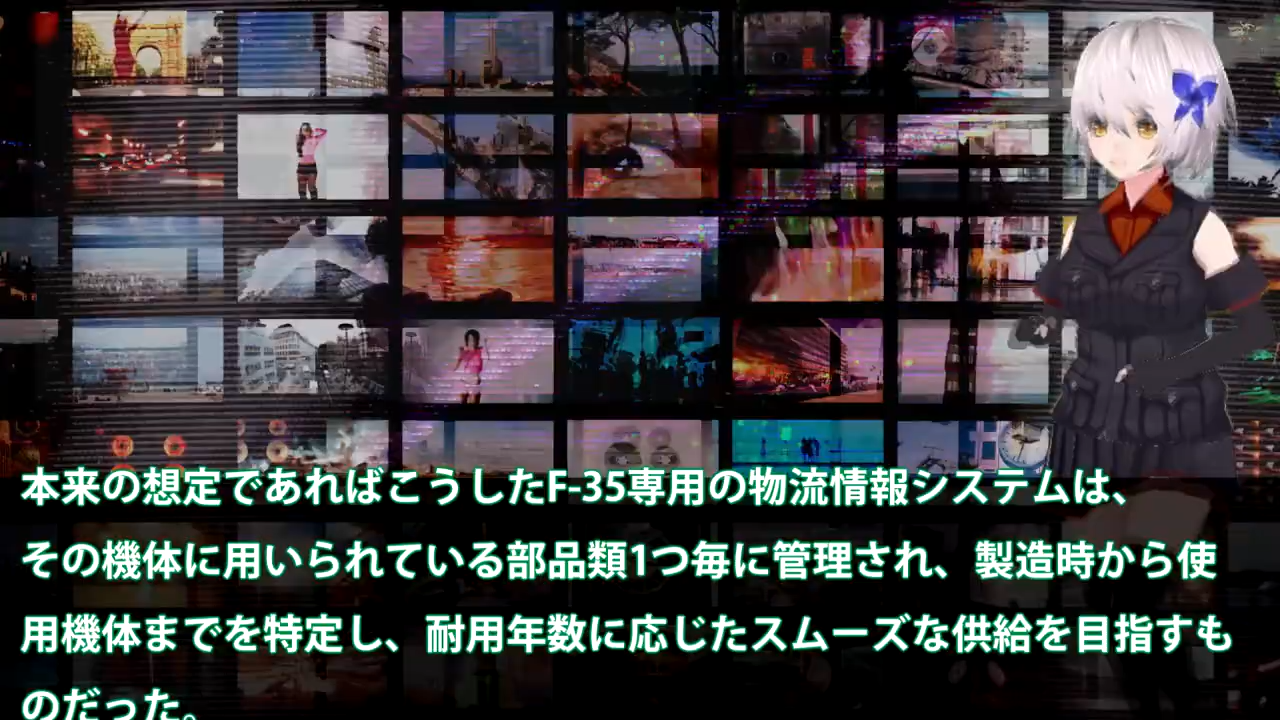 本来の想定であればこうしたF-35専用の物流情報システムは、
その機体に用いられている部品類1つ毎に管理され、製造時から使
用機体までを特定し、耐用年数に応じたスムーズな供給を目指すも
のだった。